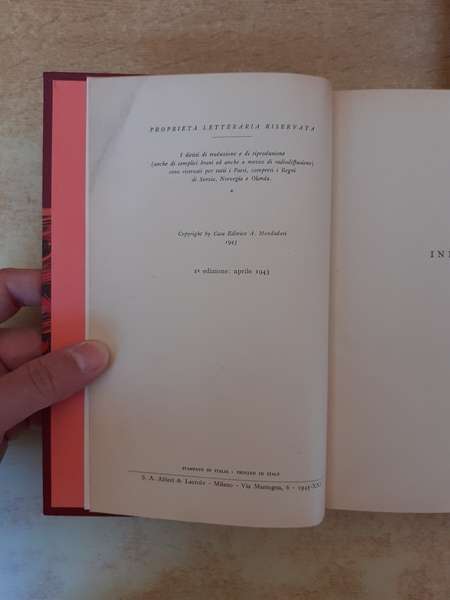 PROPRIETÀ LETTERARIA RISERVATA
I diritti di traduzione e di riproduzione
(anche di semplici brani ed anche a mezzo di radiodiffusione)
sono riservati per tutti i Paesi, compresi i Regni
di Svezia, Norvegia e Olanda.
*
Copyright by Casa Editrice A. Mondadori
1943
1ª edizione: aprile 1943
STAMPATO IN ITALIA - PRINTED IN ITALY
S. A. Alfieri & Lacroix - Milano - Via Mantegna, 6 - 1943-XXI
IN